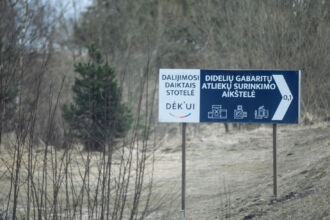 DALIJIMOSI
DAIKTAIS
STOTELĖ
DĖK'UI
DIDELIŲ GABARITŲ
ATLIEKŲ SURINKIMO
AIKŠTELĖ
0,1